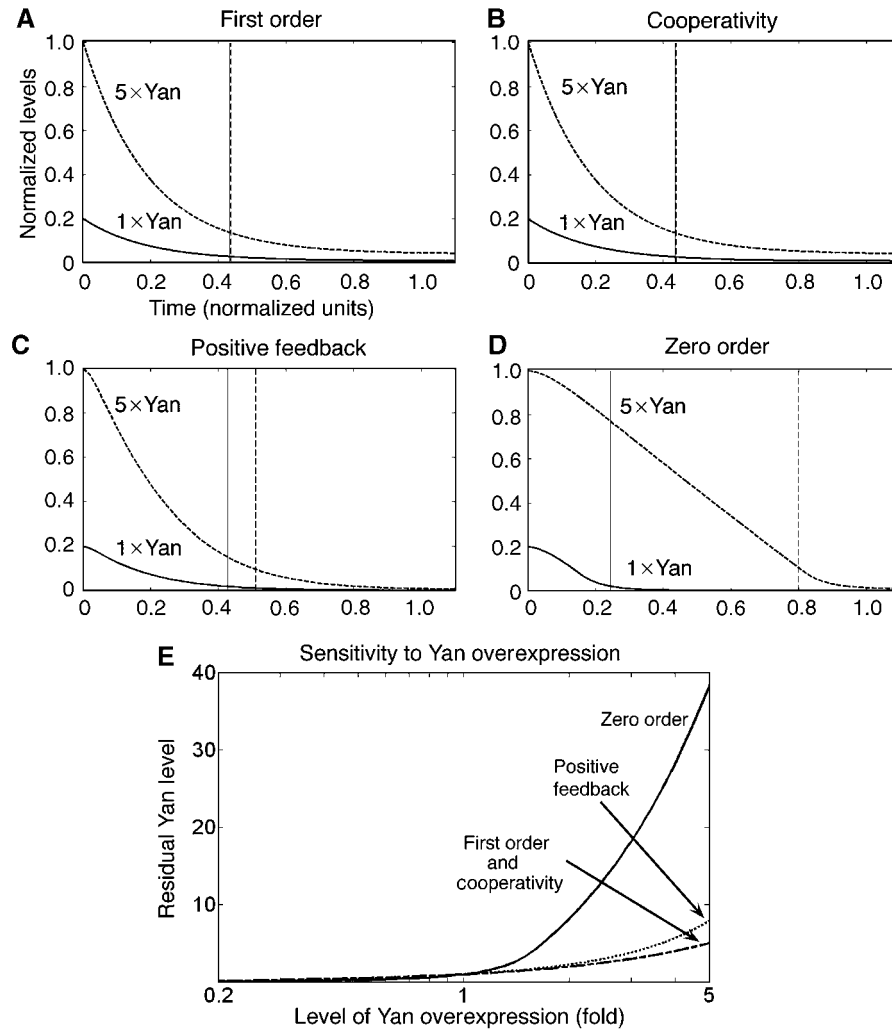 A
First order
1.0
0.8
0.6
0.4
0.2
0
Normalized levels
5×Yan
1×Yan
0 0.2 0.4 0.6 0.8 1.0
Time (normalized units)
B
Cooperativity
1.0
0.8
0.6
0.4
0.2
0
5×Yan
1×Yan
0 0.2 0.4 0.6 0.8 1.0
C
Positive feedback
1.0
0.8
0.6
0.4
0.2
0
5×Yan
1×Yan
0 0.2 0.4 0.6 0.8 1.0
D
Zero order
1.0
0.8
0.6
0.4
0.2
0
5×Yan
1×Yan
0 0.2 0.4 0.6 0.8 1.0
E
Sensitivity to Yan overexpression
40
30
20
10
Residual Yan level
Zero order
Positive
feedback
First order
and
cooperativity
0.2 1 5
Level of Yan overexpression (fold)